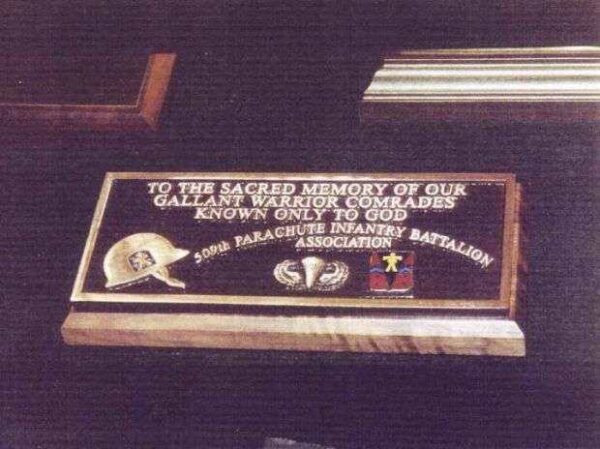 TO THE SACRED MEMORY OF OUR
GALLANT WARRIOR COMRADES
KNOWN ONLY TO GOD
509th PARACHUTE INFANTRY BATTALION
ASSOCIATION